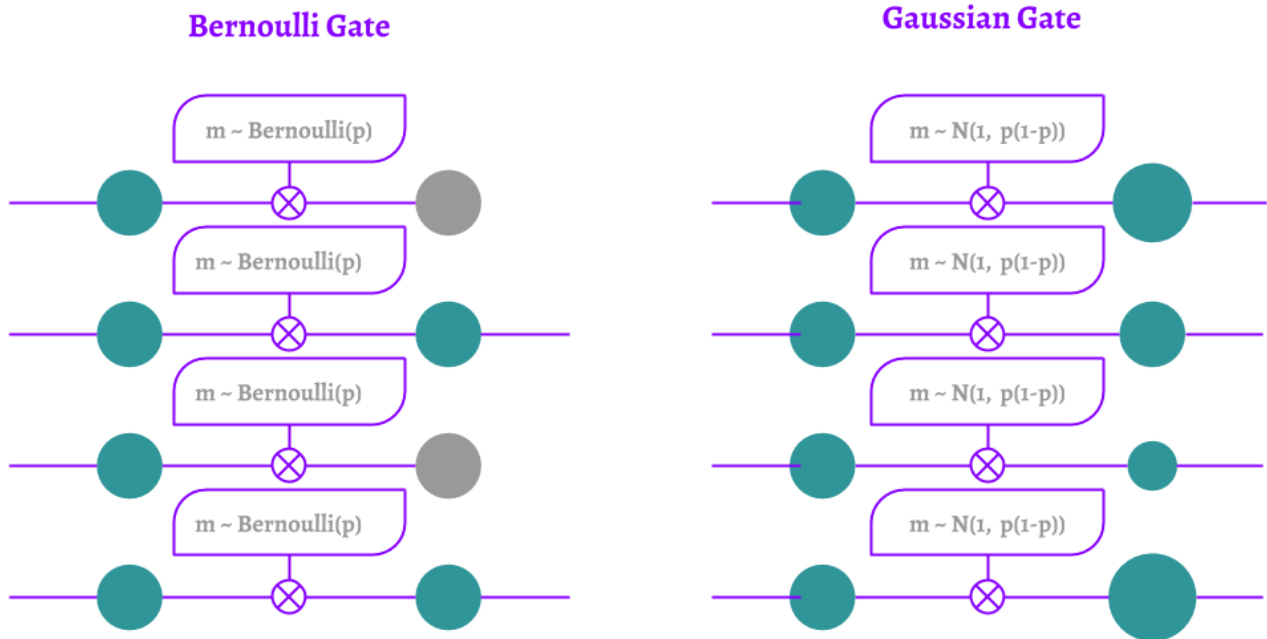 Bernoulli Gate
Gaussian Gate
m ~ Bernoulli(p)
m ~ N(1, p(1-p))
m ~ Bernoulli(p)
m ~ N(1, p(1-p))
m ~ Bernoulli(p)
m ~ N(1, p(1-p))
m ~ Bernoulli(p)
m ~ N(1, p(1-p))